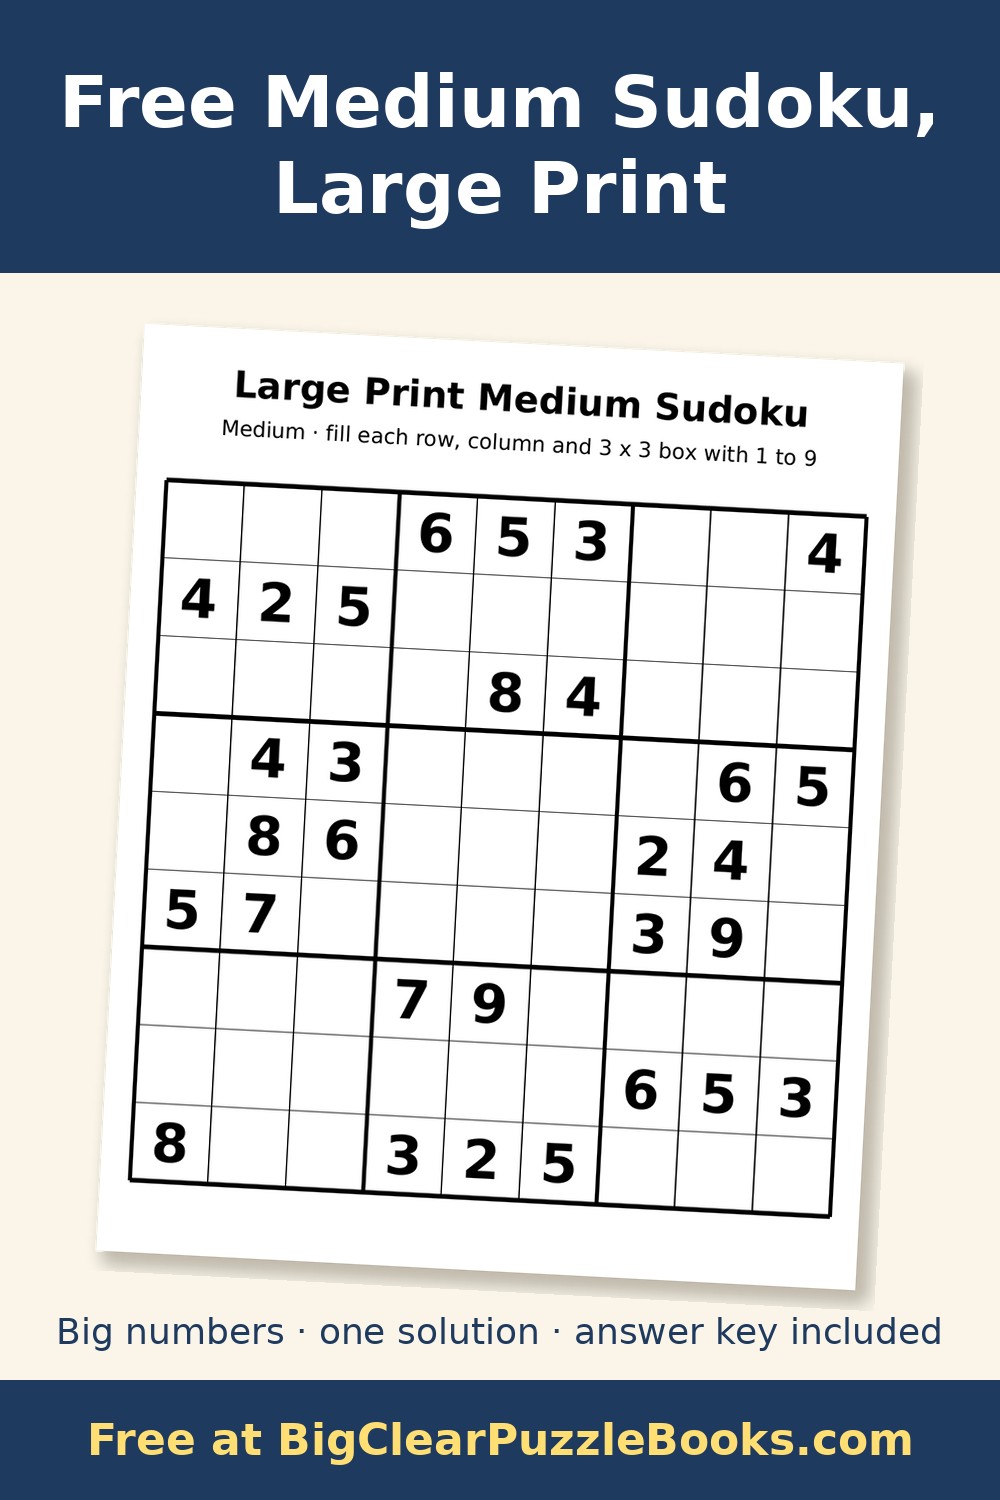 Free Medium Sudoku,
Large Print
Large Print Medium Sudoku
Medium · fill each row, column and 3 x 3 box with 1 to 9
6 5 3 4
4 2 5
8 4
4 3 6 5
8 6 2 4
5 7 3 9
7 9
6 5 3
8 3 2 5
Big numbers · one solution · answer key included
Free at BigClearPuzzleBooks.com